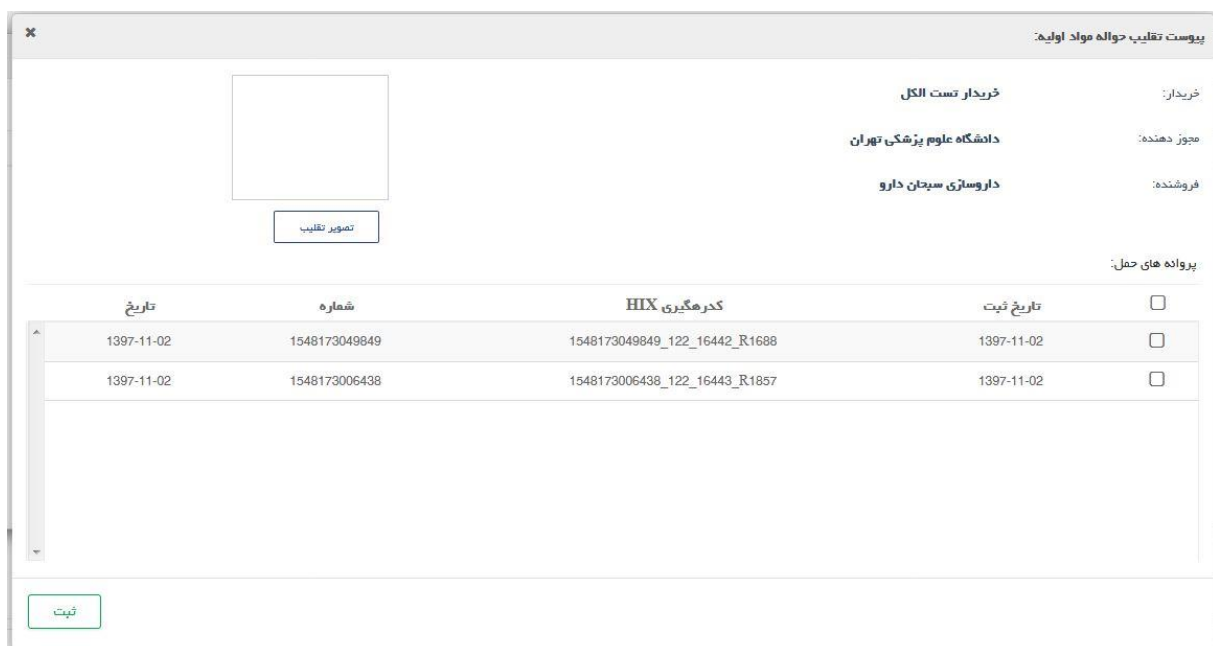 پیوست تقلیب حواله مواد اولیه:
خریدار: خریدار تست الکل
مجوز دهنده: دانشگاه علوم پزشکی تهران
فروشنده: داروسازی سبحان دارو
تصویر تقلیب
پروانه های حمل:
تاریخ ثبت کدرهگیری HIX شماره تاریخ
1397-11-02 1548173049849_122_16442_R1688 1548173049849 1397-11-02
1397-11-02 1548173006438_122_16443_R1857 1548173006438 1397-11-02
ثبت